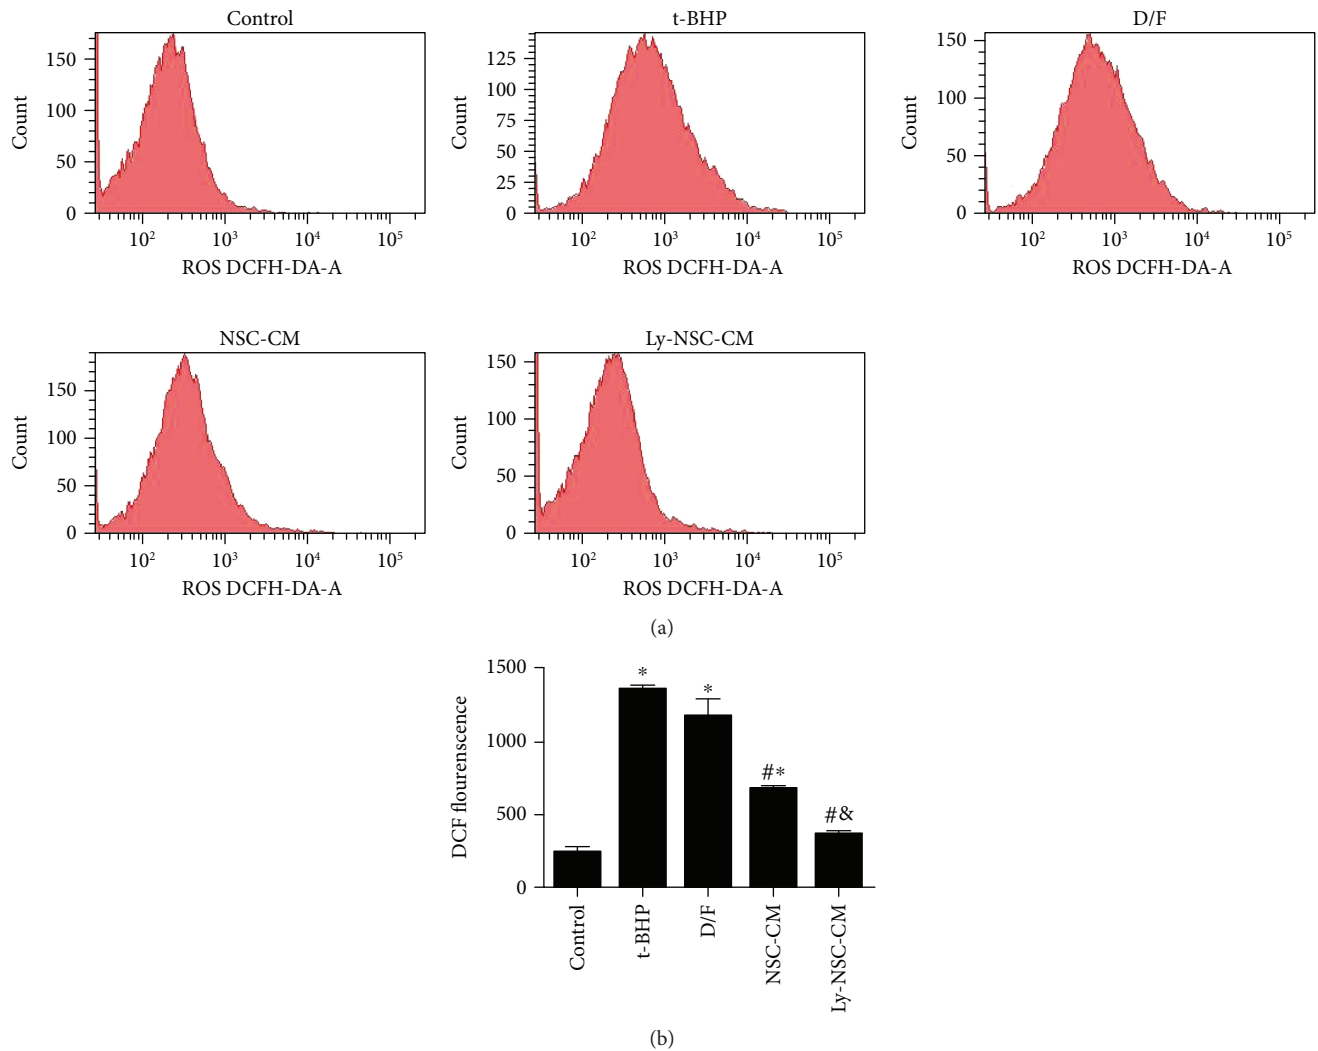 Control
t-BHP
D/F
150
100
50
0
Count
10² 10³ 10⁴ 10⁵
ROS DCFH-DA-A
125
100
75
50
25
0
Count
10² 10³ 10⁴ 10⁵
ROS DCFH-DA-A
150
100
50
0
Count
10² 10³ 10⁴ 10⁵
ROS DCFH-DA-A
NSC-CM
Ly-NSC-CM
150
100
50
0
Count
10² 10³ 10⁴ 10⁵
ROS DCFH-DA-A
150
100
50
0
Count
10² 10³ 10⁴ 10⁵
ROS DCFH-DA-A
(a)
1500
1000
500
0
DCF flourenscence
*
*
#*
#&
Control
t-BHP
D/F
NSC-CM
Ly-NSC-CM
(b)